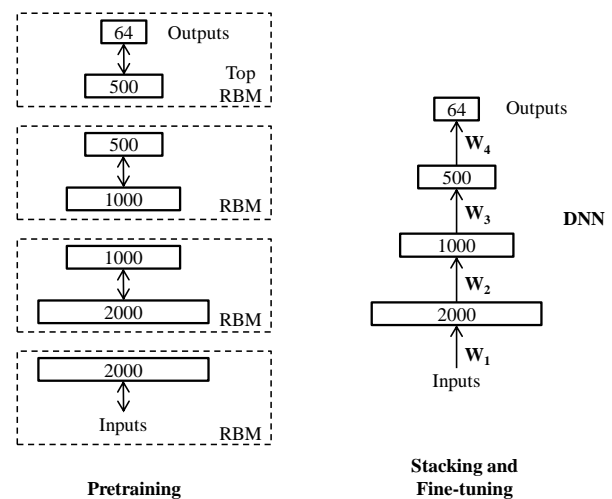 64 Outputs
500
Top
RBM
500
1000
RBM
1000
2000
RBM
2000
Inputs
RBM
Pretraining
64 Outputs
W4
500
W3
DNN
1000
W2
2000
W1
Inputs
Stacking and
Fine-tuning